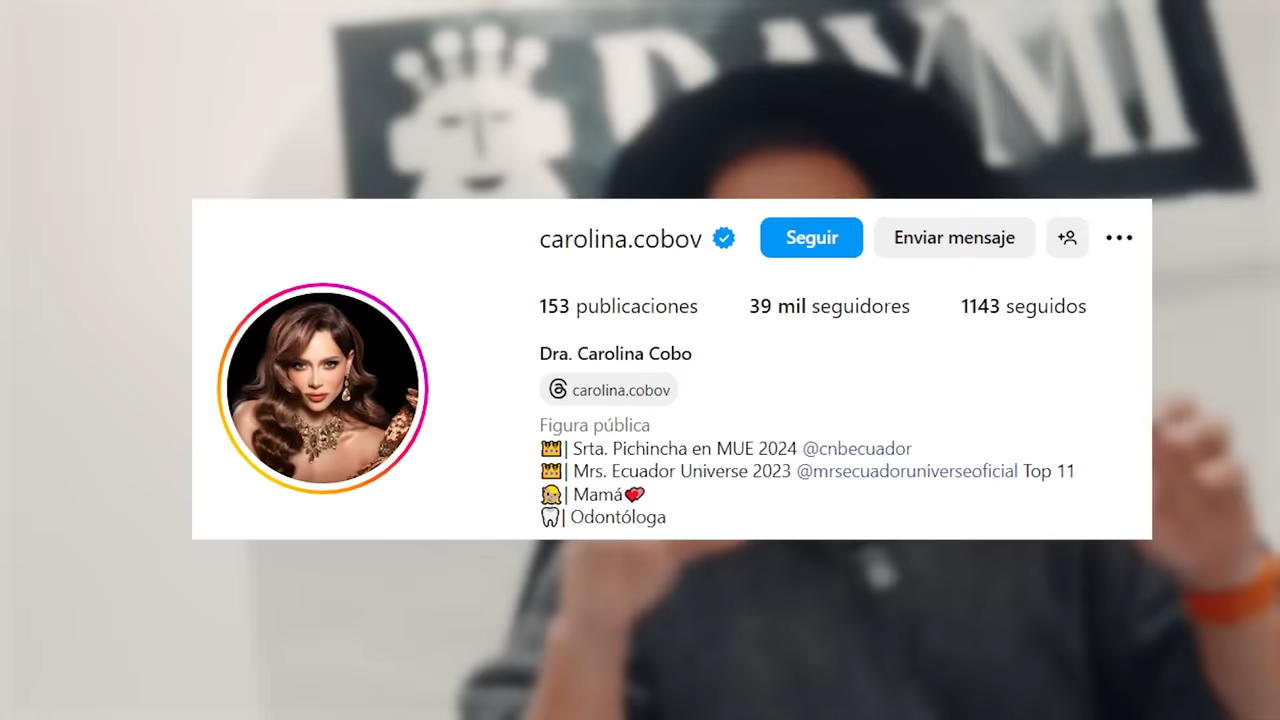 carolina.cobov
Seguir
Enviar mensaje
153 publicaciones
39 mil seguidores
1143 seguidos
Dra. Carolina Cobo
carolina.cobov
Figura pública
👑| Srta. Pichincha en MUE 2024 @cnbecuador
👑| Mrs. Ecuador Universe 2023 @mrsecuadoruniverseoficial Top 11
👩🏼| Mamá💕
🦷| Odontóloga